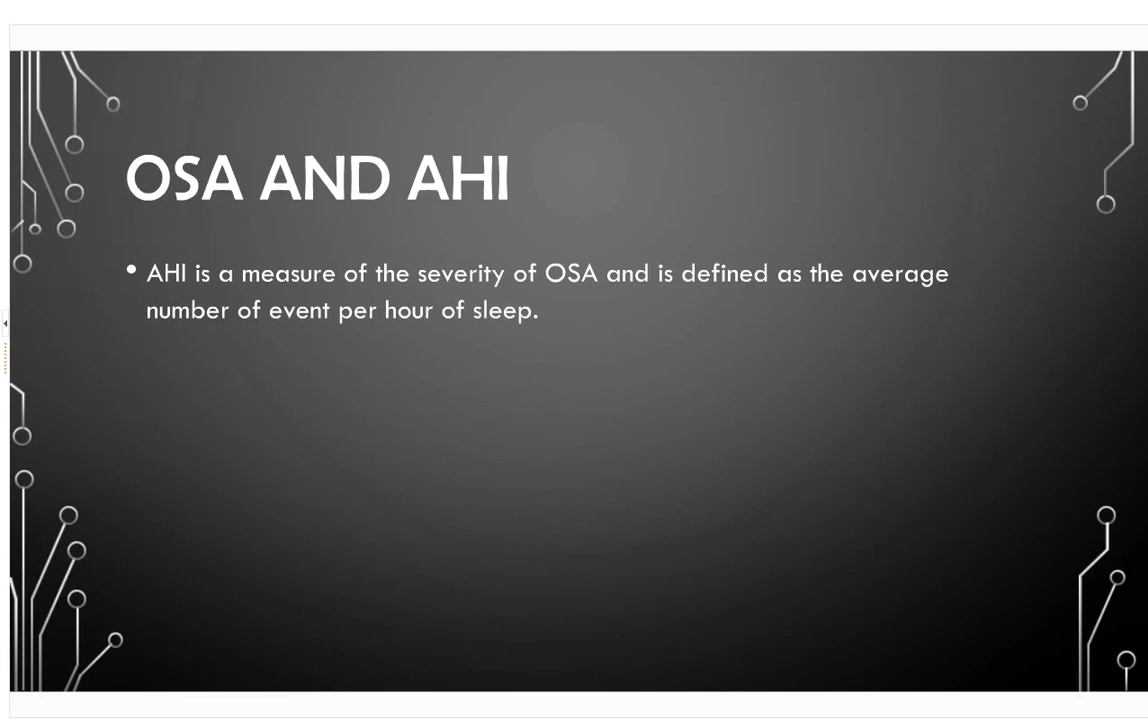 OSA AND AHI
• AHI is a measure of the severity of OSA and is defined as the average
number of event per hour of sleep.